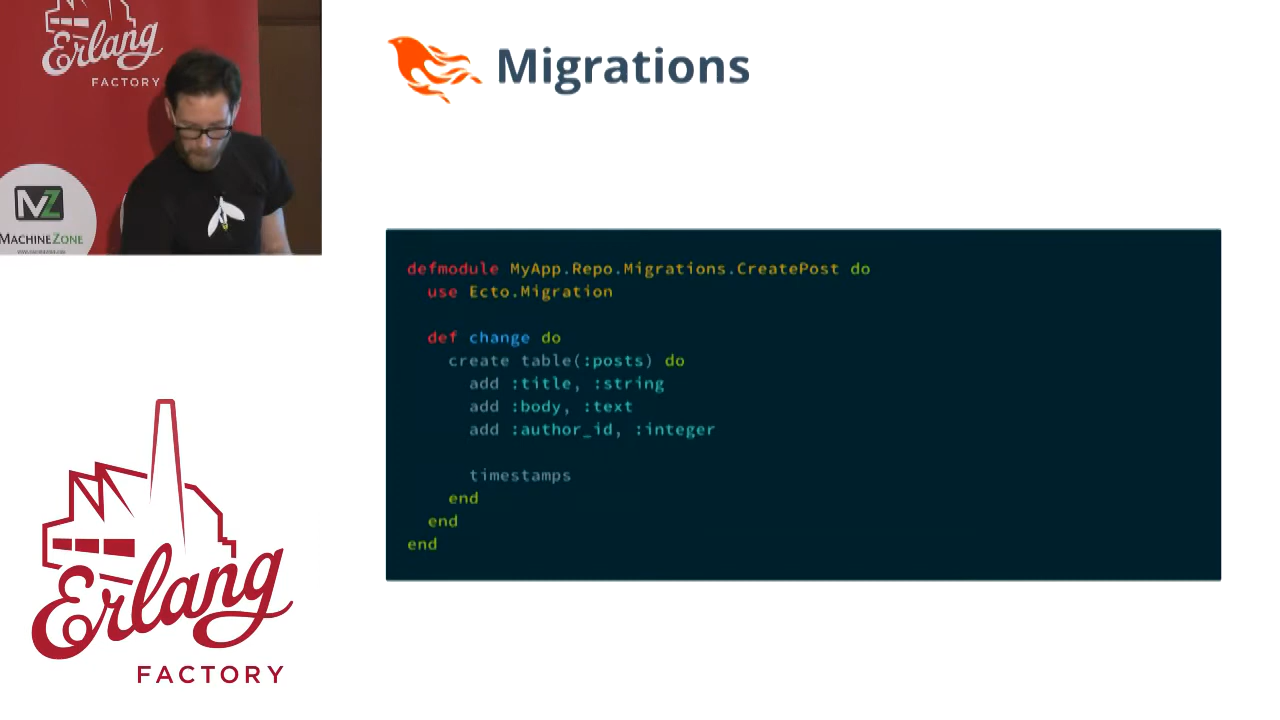 Erlang
FACTORY
MZ
MACHINEZONE
Migrations
defmodule MyApp.Repo.Migrations.CreatePost do
  use Ecto.Migration
  def change do
    create table(:posts) do
      add :title, :string
      add :body, :text
      add :author_id, :integer
      timestamps
    end
  end
end
Erlang
FACTORY